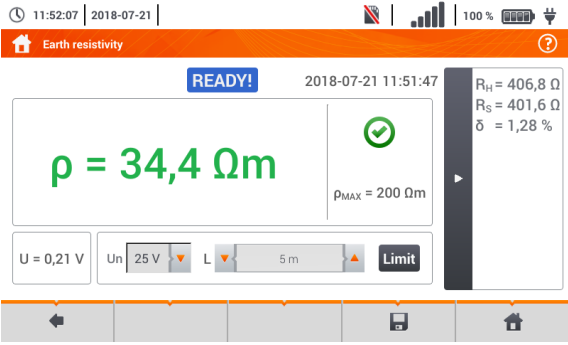 11:52:07 2018-07-21 100 %
Earth resistivity ?
READY! 2018-07-21 11:51:47
ρ = 34,4 Ωm
ρMAX = 200 Ωm
RH = 406,8 Ω
RS = 401,6 Ω
δ = 1,28 %
U = 0,21 V
Un 25 V L 5 m Limit